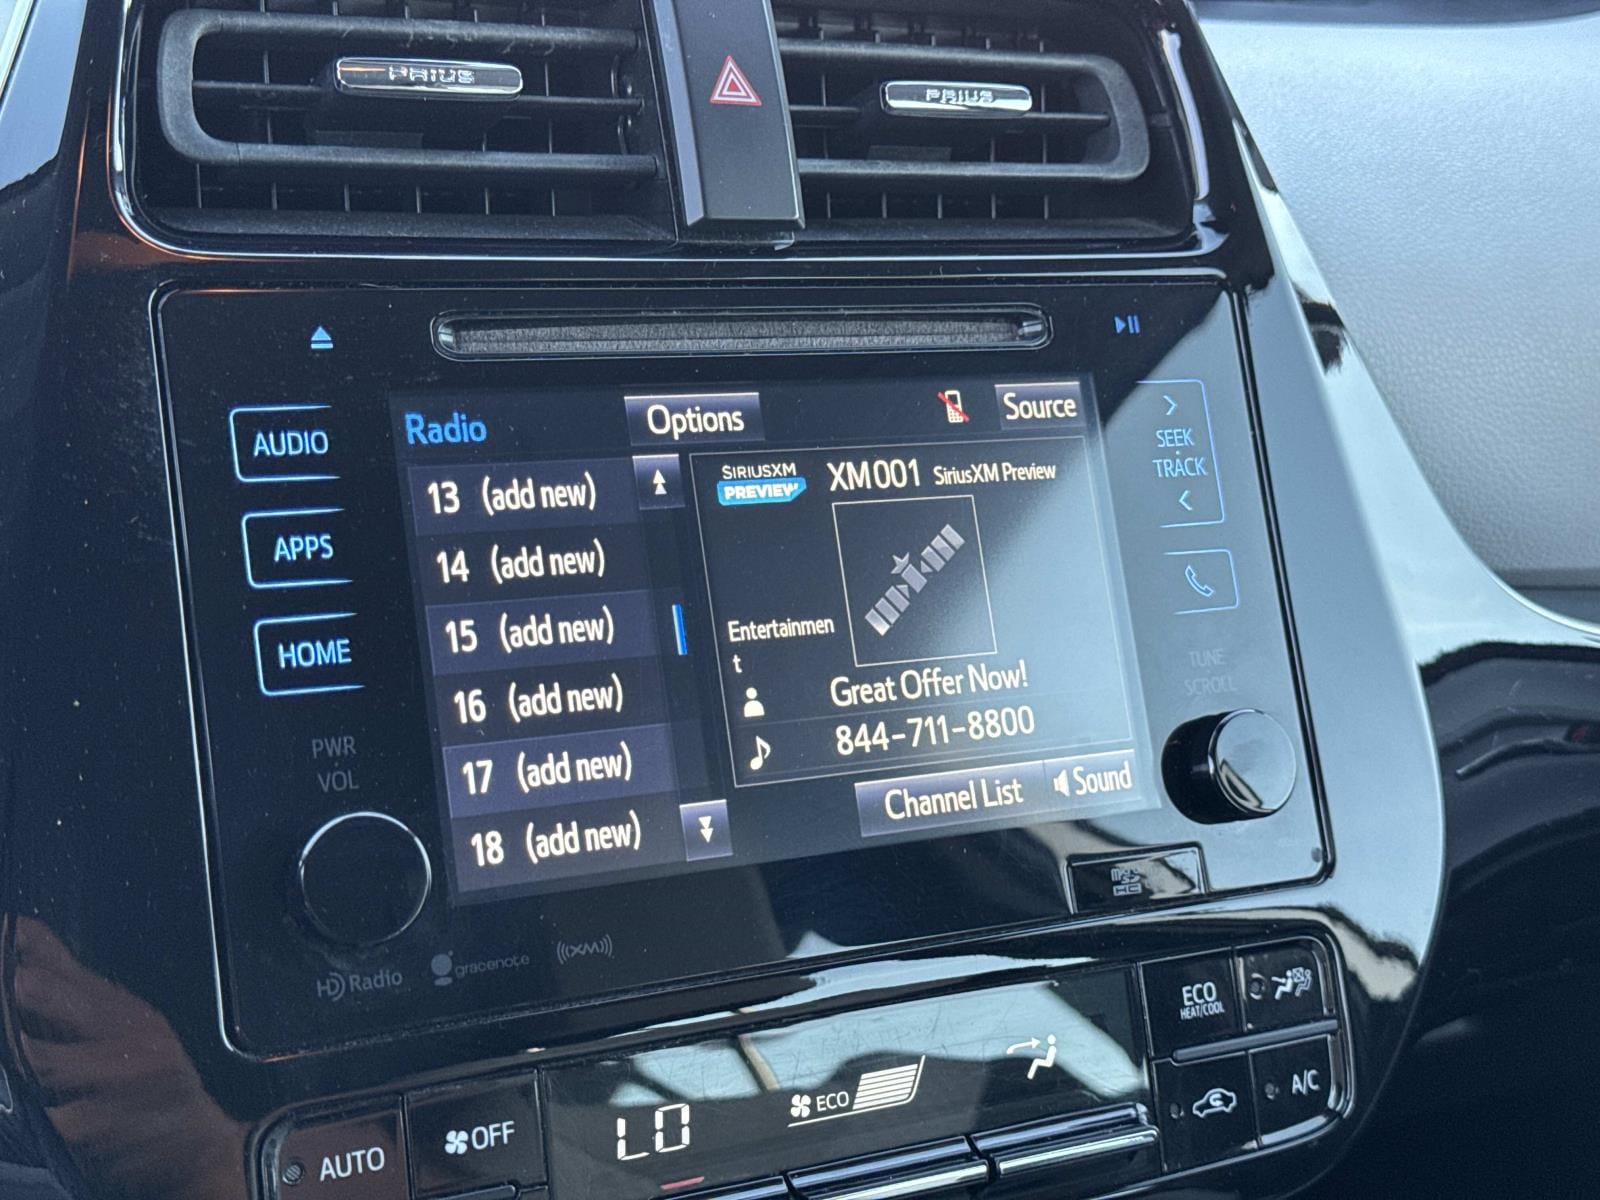 PRIUS
PRIUS
AUDIO
APPS
HOME
PWR
VOL
Radio
Options
Source
13 (add new)
14 (add new)
15 (add new)
16 (add new)
17 (add new)
18 (add new)
SIRIUSXM
PREVIEW
XM001 SiriusXM Preview
Entertainmen
t
Great Offer Now!
844-711-8800
Channel List
Sound
SEEK
TRACK
TUNE
SCROLL
HD Radio
gracenote
((XM))
ECO
HEAT/COOL
AUTO
OFF
LO
ECO
A/C